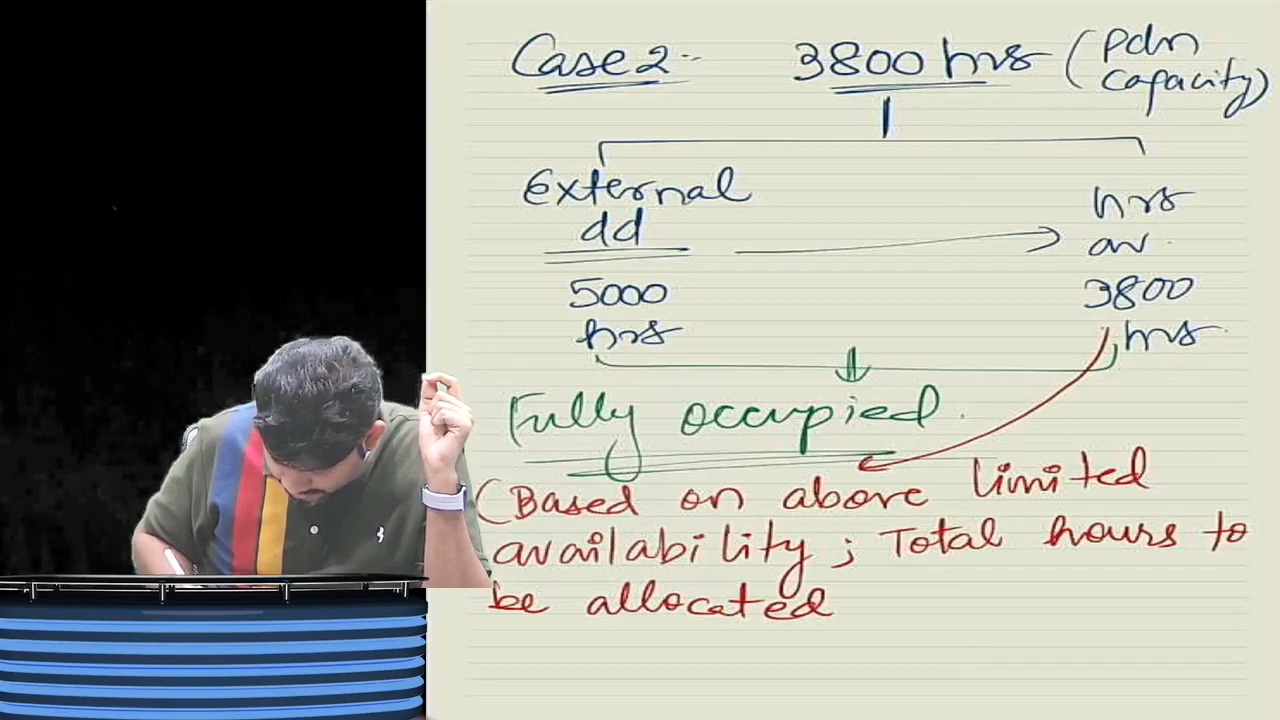 Case 2:- 3800 hrs (pdn capacity)
External dd
hrs av.
5000 hrs
3800 hrs.
Fully occupied.
(Based on above limited
availability; Total hours to
be allocated